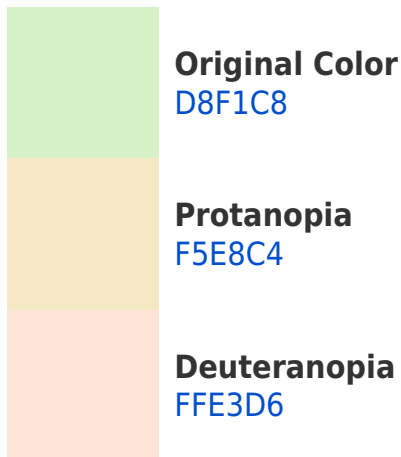 Original Color
D8F1C8
Protanopia
F5E8C4
Deuteranopia
FFE3D6